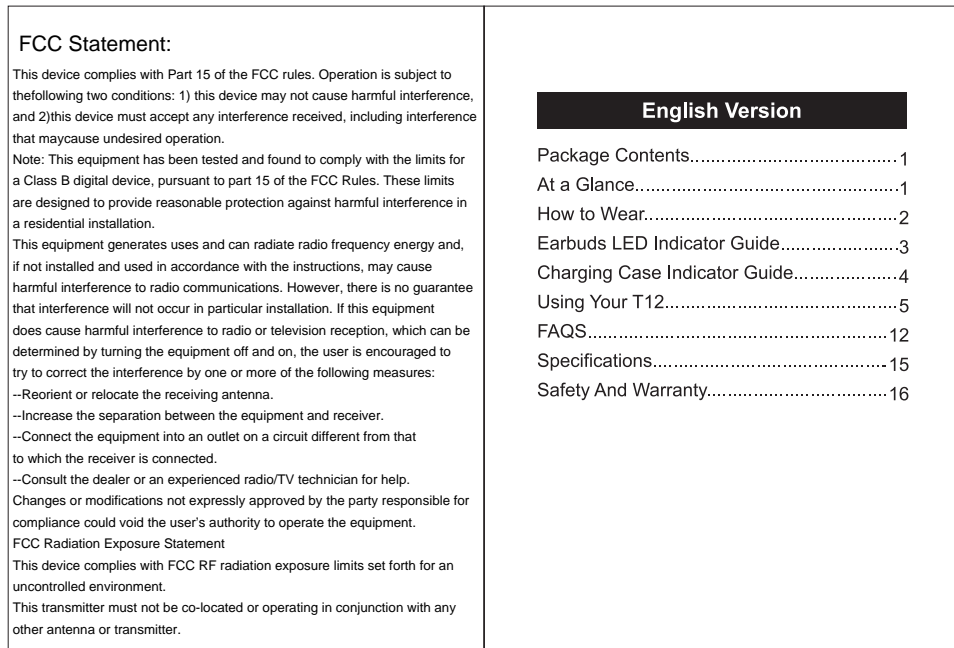 FCC Statement:
This device complies with Part 15 of the FCC rules. Operation is subject to
thefollowing two conditions: 1) this device may not cause harmful interference,
and 2)this device must accept any interference received, including interference
that maycause undesired operation.
Note: This equipment has been tested and found to comply with the limits for
a Class B digital device, pursuant to part 15 of the FCC Rules. These limits
are designed to provide reasonable protection against harmful interference in
a residential installation.
This equipment generates uses and can radiate radio frequency energy and,
if not installed and used in accordance with the instructions, may cause
harmful interference to radio communications. However, there is no guarantee
that interference will not occur in particular installation. If this equipment
does cause harmful interference to radio or television reception, which can be
determined by turning the equipment off and on, the user is encouraged to
try to correct the interference by one or more of the following measures:
--Reorient or relocate the receiving antenna.
--Increase the separation between the equipment and receiver.
--Connect the equipment into an outlet on a circuit different from that
to which the receiver is connected.
--Consult the dealer or an experienced radio/TV technician for help.
Changes or modifications not expressly approved by the party responsible for
compliance could void the user's authority to operate the equipment.
FCC Radiation Exposure Statement
This device complies with FCC RF radiation exposure limits set forth for an
uncontrolled environment.
This transmitter must not be co-located or operating in conjunction with any
other antenna or transmitter.
English Version
Package Contents......................................1
At a Glance................................................1
How to Wear..............................................2
Earbuds LED Indicator Guide.....................3
Charging Case Indicator Guide...................4
Using Your T12...........................................5
FAQS.......................................................12
Specifications...........................................15
Safety And Warranty................................16